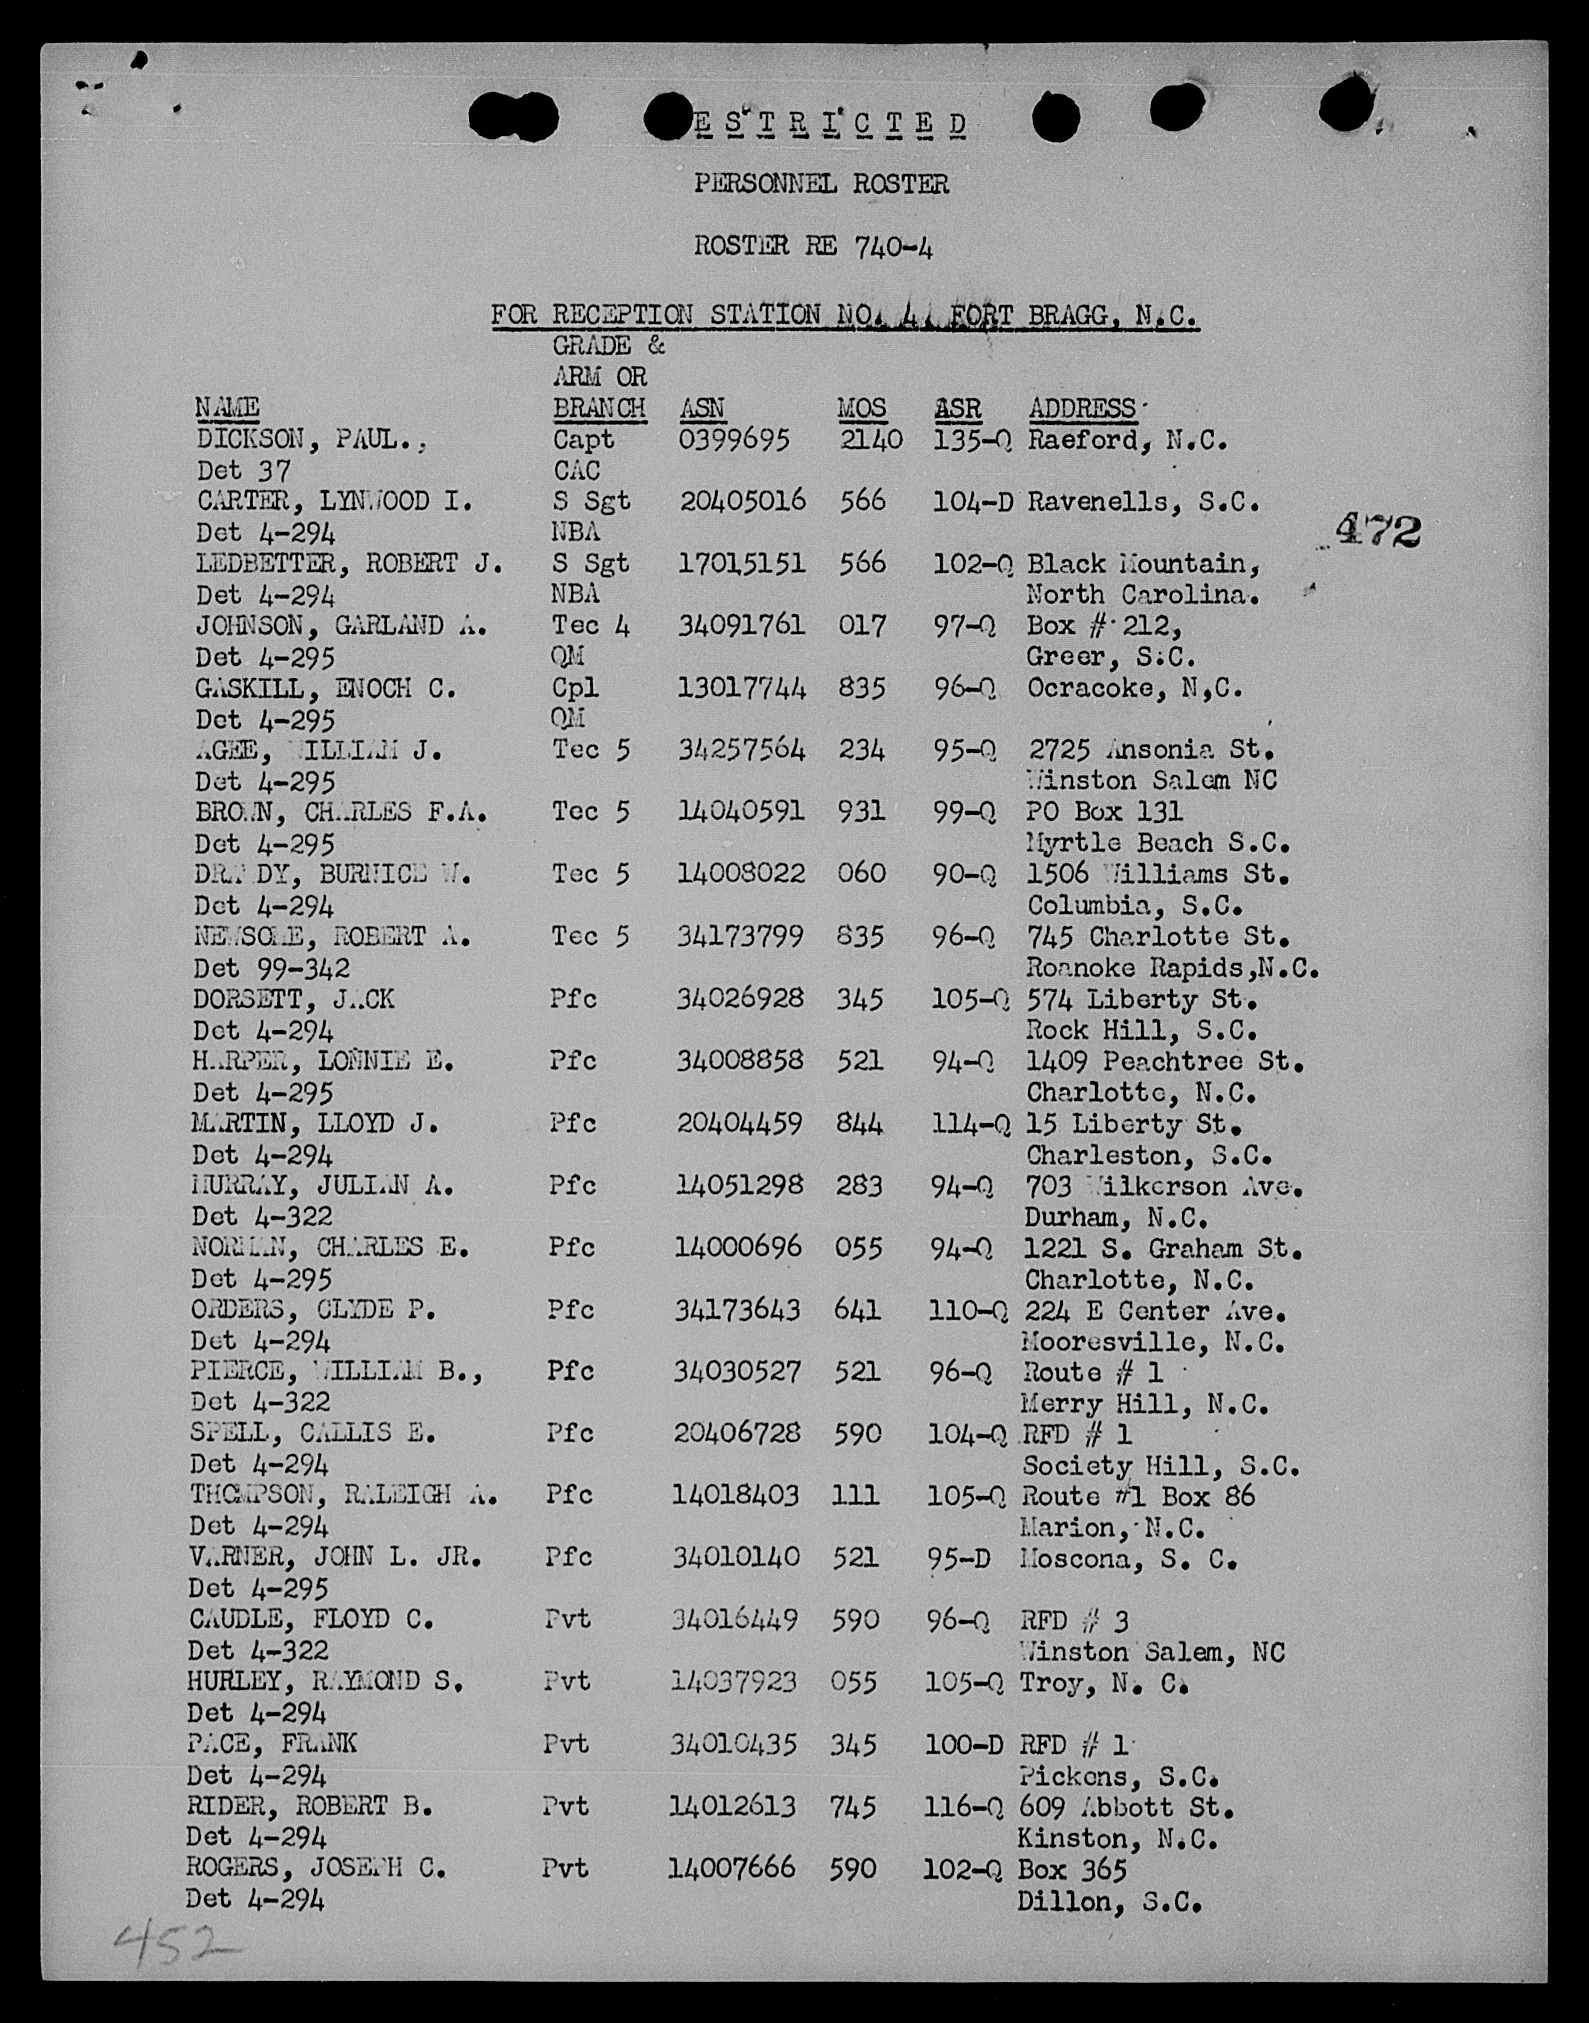 ESTRICTED
PERSONNEL ROSTER
ROSTER RE 740-4
FOR RECEPTION STATION NO. 4, FORT BRAGG, N.C.
GRADE &
ARM OR
NAME BRANCH ASN MOS ASR ADDRESS
DICKSON, PAUL., Capt 0399695 2140 135-Q Raeford, N.C.
Det 37 CAC
CARTER, LYNWOOD I. S Sgt 20405016 566 104-D Ravenells, S.C.
Det 4-294 NBA
472
LEDBETTER, ROBERT J. S Sgt 17015151 566 102-Q Black Mountain,
Det 4-294 NBA North Carolina.
JOHNSON, GARLAND A. Tec 4 34091761 017 97-Q Box # 212,
Det 4-295 QM Greer, S.C.
GASKILL, ENOCH C. Cpl 13017744 835 96-Q Ocracoke, N,C.
Det 4-295 QM
AGEE, WILLIAM J. Tec 5 34257564 234 95-Q 2725 Ansonia St.
Det 4-295 Winston Salem NC
BROWN, CHARLES F.A. Tec 5 14040591 931 99-Q PO Box 131
Det 4-295 Myrtle Beach S.C.
BURNICE W. Tec 5 14008022 060 90-Q 1506 Williams St.
Det 4-294 Columbia, S.C.
NEWSOME, ROBERT A. Tec 5 34173799 835 96-Q 745 Charlotte St.
Det 99-342 Roanoke Rapids,N.C.
DORSETT, JACK Pfc 34026928 345 105-Q 574 Liberty St.
Det 4-294 Rock Hill, S.C.
HARPER, LONNIE E. Pfc 34008858 521 94-Q 1409 Peachtree St.
Det 4-295 Charlotte, N.C.
MARTIN, LLOYD J. Pfc 20404459 844 114-Q 15 Liberty St.
Det 4-294 Charleston, S.C.
MURRAY, JULIAN A. Pfc 14051298 283 94-Q 703 Wilkerson Ave.
Det 4-322 Durham, N.C.
NORMAN, CHARLES E. Pfc 14000696 055 94-Q 1221 S. Graham St.
Det 4-295 Charlotte, N.C.
ORDERS, CLYDE P. Pfc 34173643 641 110-Q 224 E Center Ave.
Det 4-294 Mooresville, N.C.
PIERCE, WILLIAM B., Pfc 34030527 521 96-Q Route # 1
Det 4-322 Merry Hill, N.C.
SPELL, CALLIS E. Pfc 20406728 590 104-Q RFD # 1
Det 4-294 Society Hill, S.C.
THOMPSON, RALEIGH A. Pfc 14018403 111 105-Q Route #1 Box 86
Det 4-294 Marion, N.C.
VARNER, JOHN L. JR. Pfc 34010140 521 95-D Moscona, S. C.
Det 4-295
CAUDLE, FLOYD C. Pvt 34016449 590 96-Q RFD # 3
Det 4-322 Winston Salem, NC
HURLEY, RAYMOND S. Pvt 14037923 055 105-Q Troy, N. C.
Det 4-294
PACE, FRANK Pvt 34010435 345 100-D RFD # 1
Det 4-294 Pickens, S.C.
RIDER, ROBERT B. Pvt 14012613 745 116-Q 609 Abbott St.
Det 4-294 Kinston, N.C.
ROGERS, JOSEPH C. Pvt 14007666 590 102-Q Box 365
Det 4-294 Dillon, S.C.
452